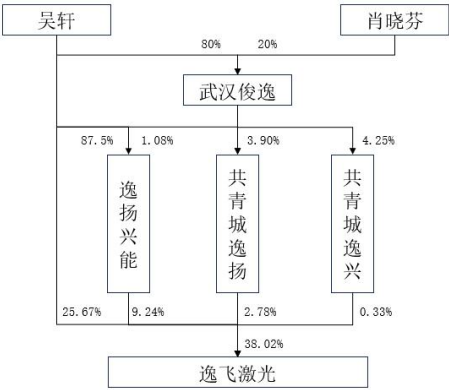 吴轩 肖晓芬
80% 20%
武汉俊逸
87.5% 1.08% 3.90% 4.25%
逸扬兴能
共青城逸扬
共青城逸兴
25.67% 9.24% 2.78% 0.33%
38.02%
逸飞激光